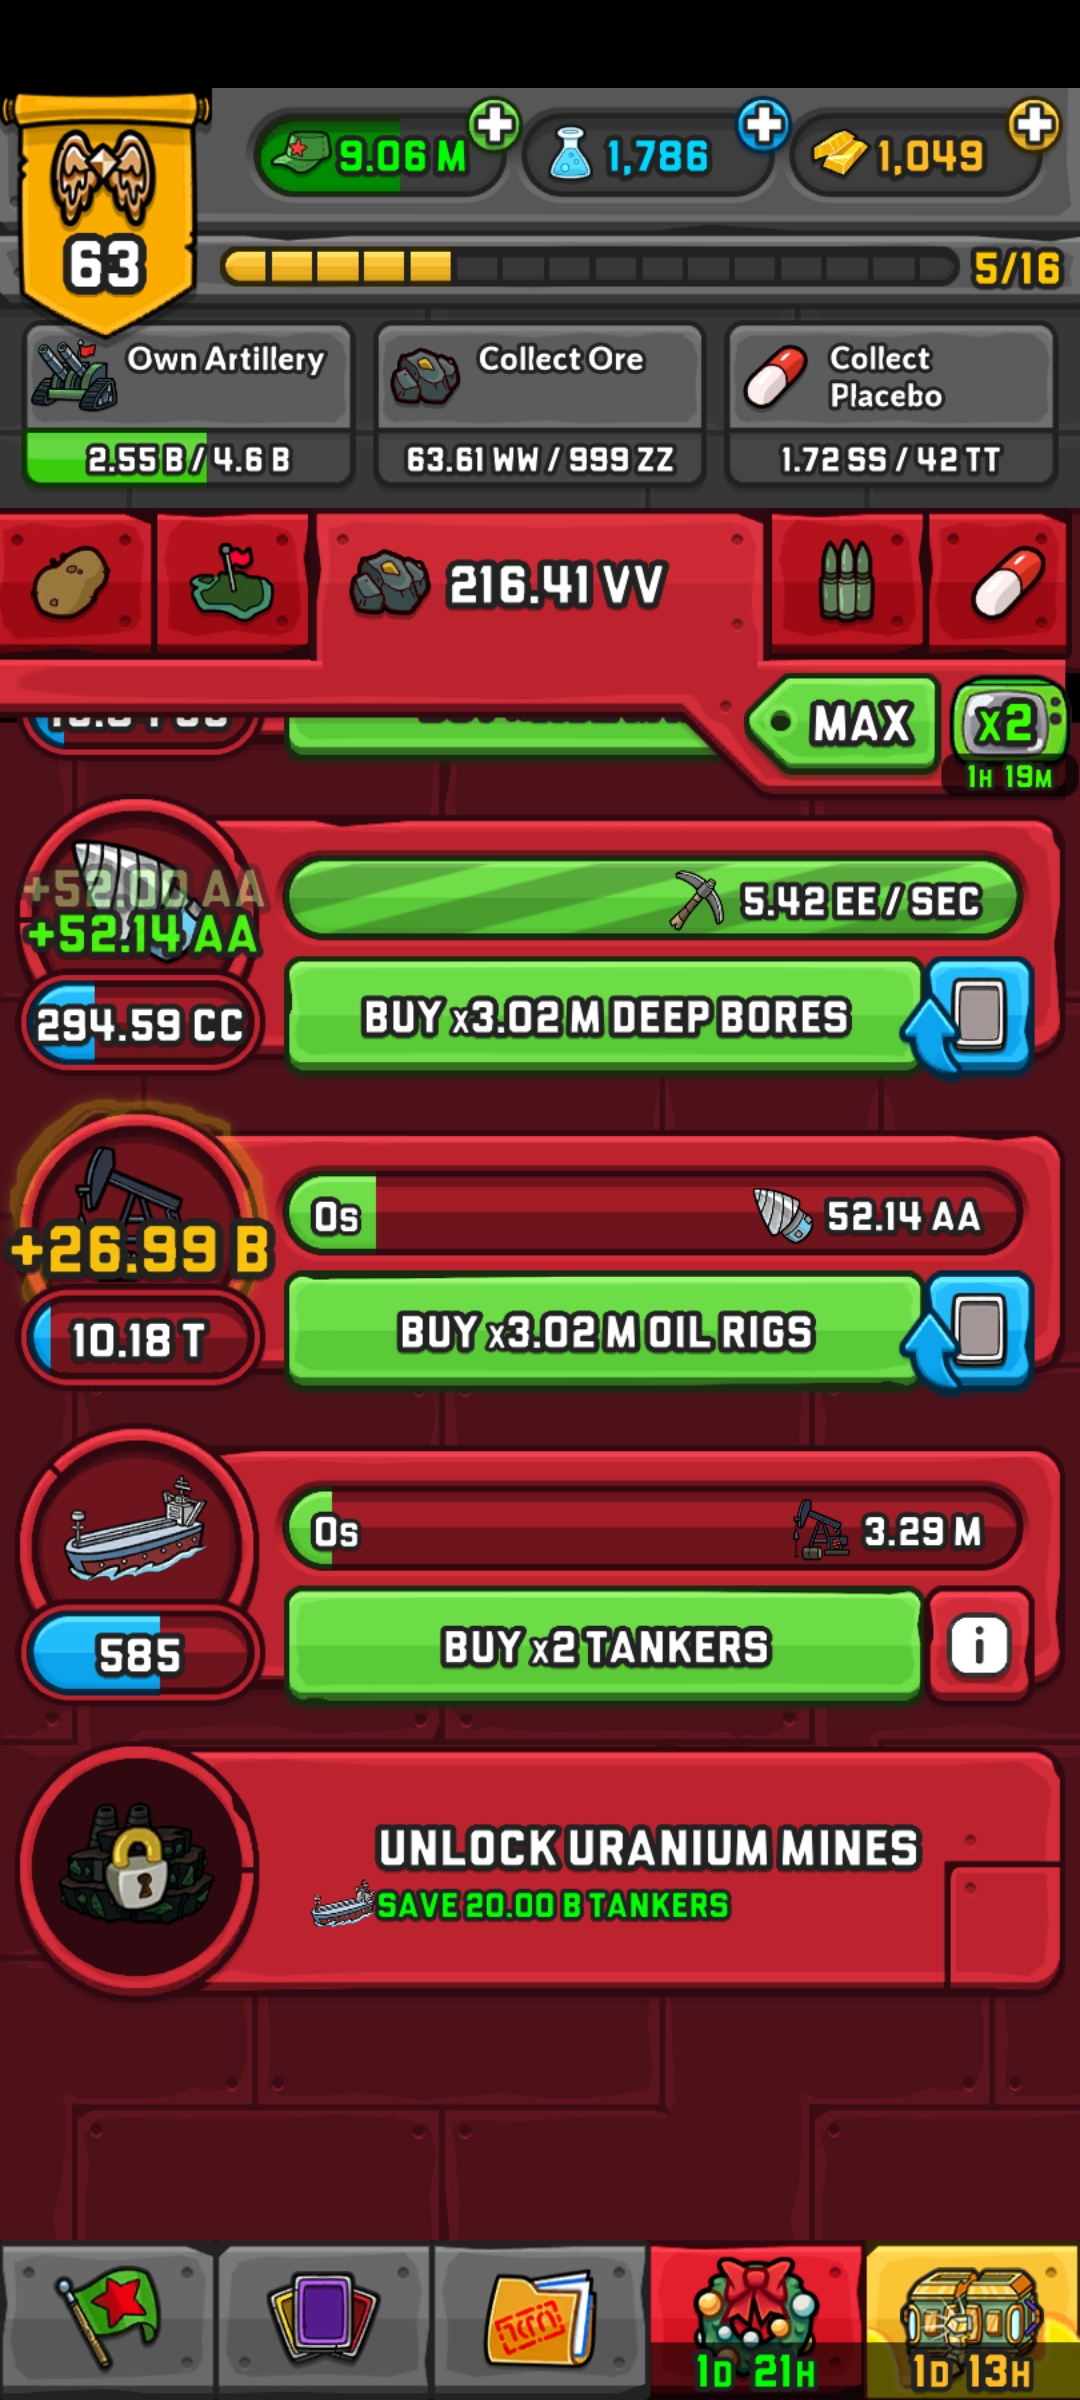 9.06 M
1,786
1,049
63
5/16
Own Artillery
2.55 B / 4.6 B
Collect Ore
63.61 WW / 999 ZZ
Collect
Placebo
1.72 SS / 42 TT
216.41 VV
MAX
x2
1H 19M
+52.14 AA
5.42 EE / SEC
294.59 CC
BUY x3.02 M DEEP BORES
+26.99 B
0s
52.14 AA
10.18 T
BUY x3.02 M OIL RIGS
0s
3.29 M
585
BUY x2 TANKERS
i
UNLOCK URANIUM MINES
SAVE 20.00 B TANKERS
1D 21H
1D 13H